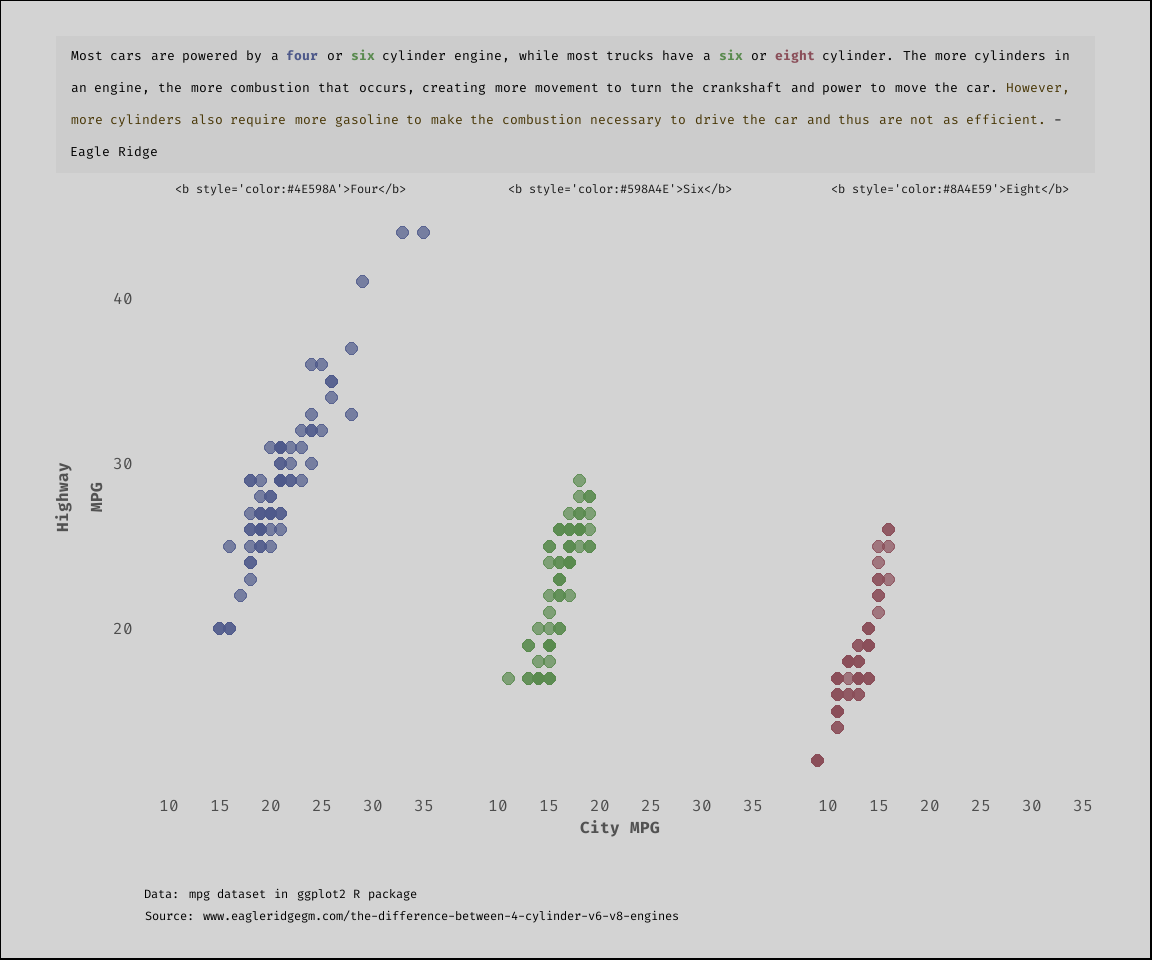 Most cars are powered by a four or six cylinder engine, while most trucks have a six or eight cylinder. The more cylinders in
an engine, the more combustion that occurs, creating more movement to turn the crankshaft and power to move the car. However,
more cylinders also require more gasoline to make the combustion necessary to drive the car and thus are not as efficient. -
Eagle Ridge
<b style='color:#4E598A'>Four</b> <b style='color:#598A4E'>Six</b> <b style='color:#8A4E59'>Eight</b>
40
30
20
Highway
MPG
10 15 20 25 30 35 10 15 20 25 30 35 10 15 20 25 30 35
City MPG
Data: mpg dataset in ggplot2 R package
Source: www.eagleridgegm.com/the-difference-between-4-cylinder-v6-v8-engines